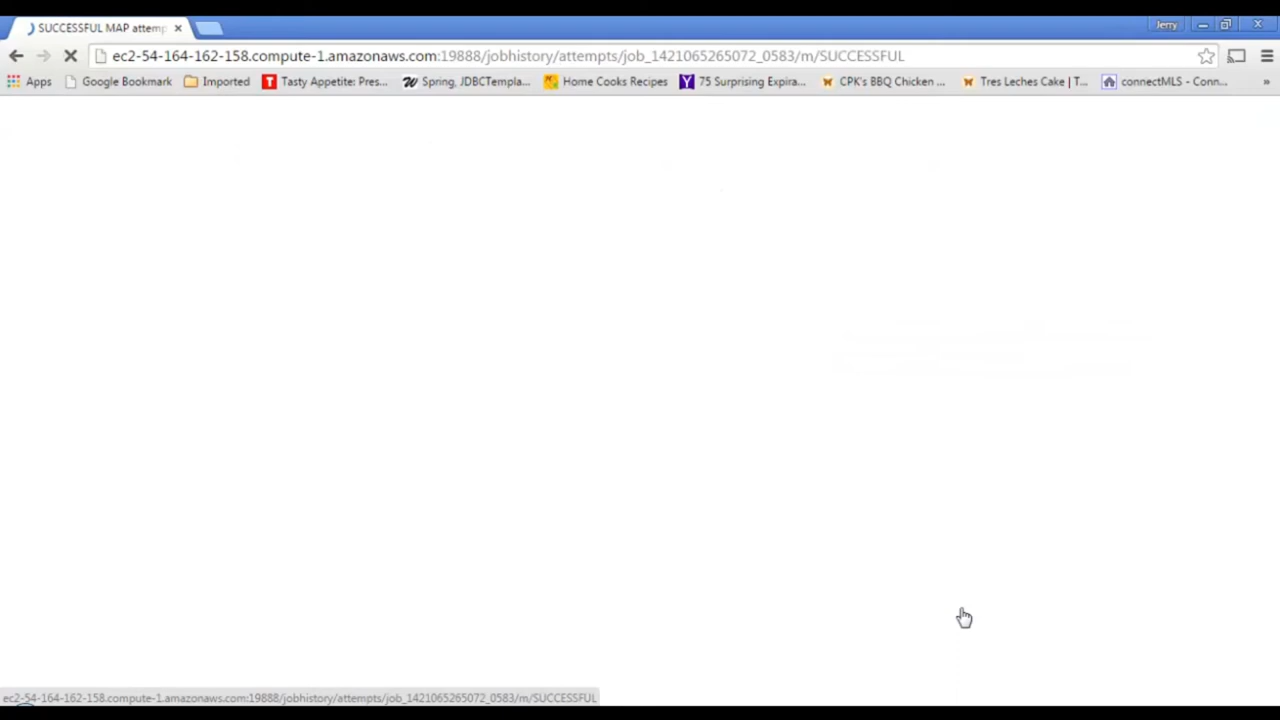 SUCCESSFUL MAP attemp
Jerry
ec2-54-164-162-158.compute-1.amazonaws.com:19888/jobhistory/attempts/job_1421065265072_0583/m/SUCCESSFUL
Apps Google Bookmark Imported Tasty Appetite: Pres... Spring, JDBCTempla... Home Cooks Recipes 75 Surprising Expira... CPK's BBQ Chicken ... Tres Leches Cake | T... connectMLS - Conn... »
ec2-54-164-162-158.compute-1.amazonaws.com:19888/jobhistory/attempts/job_1421065265072_0583/m/SUCCESSFUL